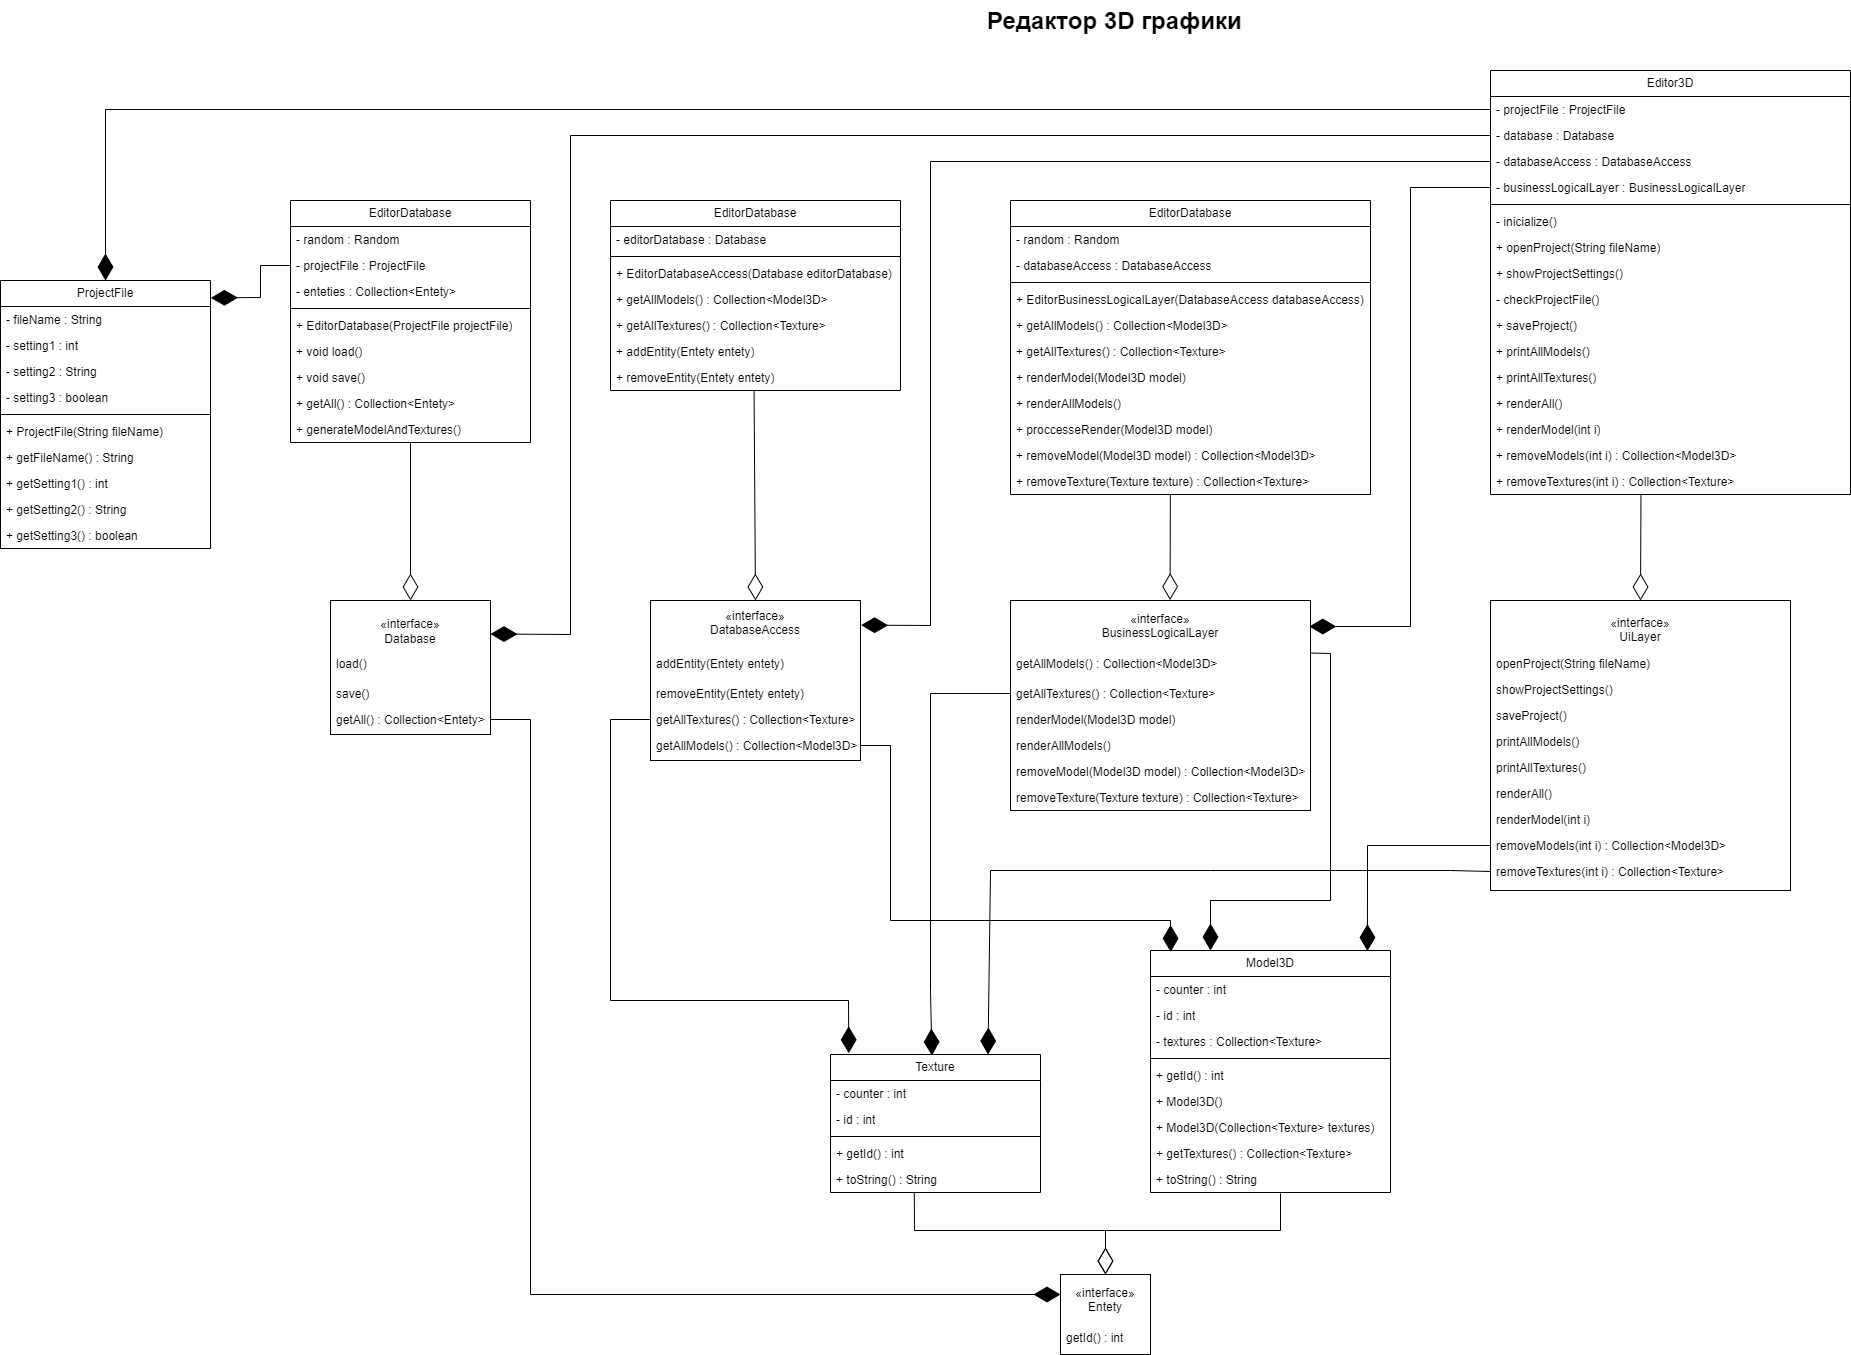 Редактор 3D графики
Editor3D
- projectFile : ProjectFile
- database : Database
- databaseAccess : DatabaseAccess
- businessLogicalLayer : BusinessLogicalLayer
- inicialize()
+ openProject(String fileName)
+ showProjectSettings()
- checkProjectFile()
+ saveProject()
+ printAllModels()
+ printAllTextures()
+ renderAll()
+ renderModel(int i)
+ removeModels(int i) : Collection<Model3D>
+ removeTextures(int i) : Collection<Texture>
ProjectFile
- fileName : String
- setting1 : int
- setting2 : String
- setting3 : boolean
+ ProjectFile(String fileName)
+ getFileName() : String
+ getSetting1() : int
+ getSetting2() : String
+ getSetting3() : boolean
EditorDatabase
- random : Random
- projectFile : ProjectFile
- enteties : Collection<Entety>
+ EditorDatabase(ProjectFile projectFile)
+ void load()
+ void save()
+ getAll() : Collection<Entety>
+ generateModelAndTextures()
EditorDatabase
- editorDatabase : Database
+ EditorDatabaseAccess(Database editorDatabase)
+ getAllModels() : Collection<Model3D>
+ getAllTextures() : Collection<Texture>
+ addEntity(Entety entety)
+ removeEntity(Entety entety)
EditorDatabase
- random : Random
- databaseAccess : DatabaseAccess
+ EditorBusinessLogicalLayer(DatabaseAccess databaseAccess)
+ getAllModels() : Collection<Model3D>
+ getAllTextures() : Collection<Texture>
+ renderModel(Model3D model)
+ renderAllModels()
+ proccesseRender(Model3D model)
+ removeModel(Model3D model) : Collection<Model3D>
+ removeTexture(Texture texture) : Collection<Texture>
«interface»
Database
load()
save()
getAll() : Collection<Entety>
«interface»
DatabaseAccess
addEntity(Entety entety)
removeEntity(Entety entety)
getAllTextures() : Collection<Texture>
getAllModels() : Collection<Model3D>
«interface»
BusinessLogicalLayer
getAllModels() : Collection<Model3D>
getAllTextures() : Collection<Texture>
renderModel(Model3D model)
renderAllModels()
removeModel(Model3D model) : Collection<Model3D>
removeTexture(Texture texture) : Collection<Texture>
«interface»
UiLayer
openProject(String fileName)
showProjectSettings()
saveProject()
printAllModels()
printAllTextures()
renderAll()
renderModel(int i)
removeModels(int i) : Collection<Model3D>
removeTextures(int i) : Collection<Texture>
Texture
- counter : int
- id : int
+ getId() : int
+ toString() : String
Model3D
- counter : int
- id : int
- textures : Collection<Texture>
+ getId() : int
+ Model3D()
+ Model3D(Collection<Texture> textures)
+ getTextures() : Collection<Texture>
+ toString() : String
«interface»
Entety
getId() : int